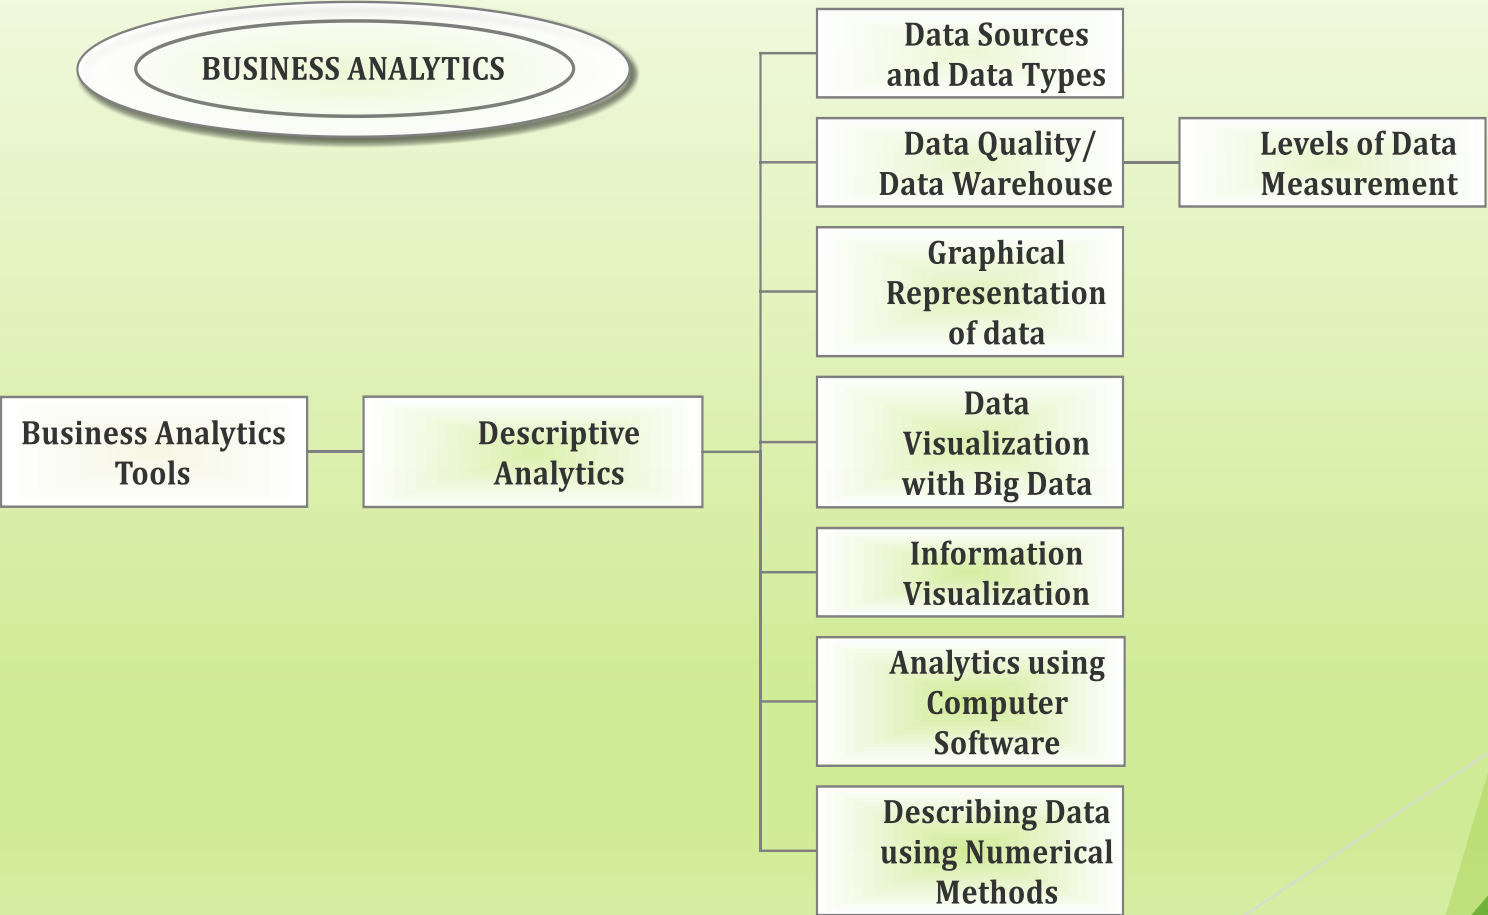 BUSINESS ANALYTICS
Data Sources
and Data Types
Data Quality/
Data Warehouse
Levels of Data
Measurement
Graphical
Representation
of data
Business Analytics
Tools
Descriptive
Analytics
Data
Visualization
with Big Data
Information
Visualization
Analytics using
Computer
Software
Describing Data
using Numerical
Methods